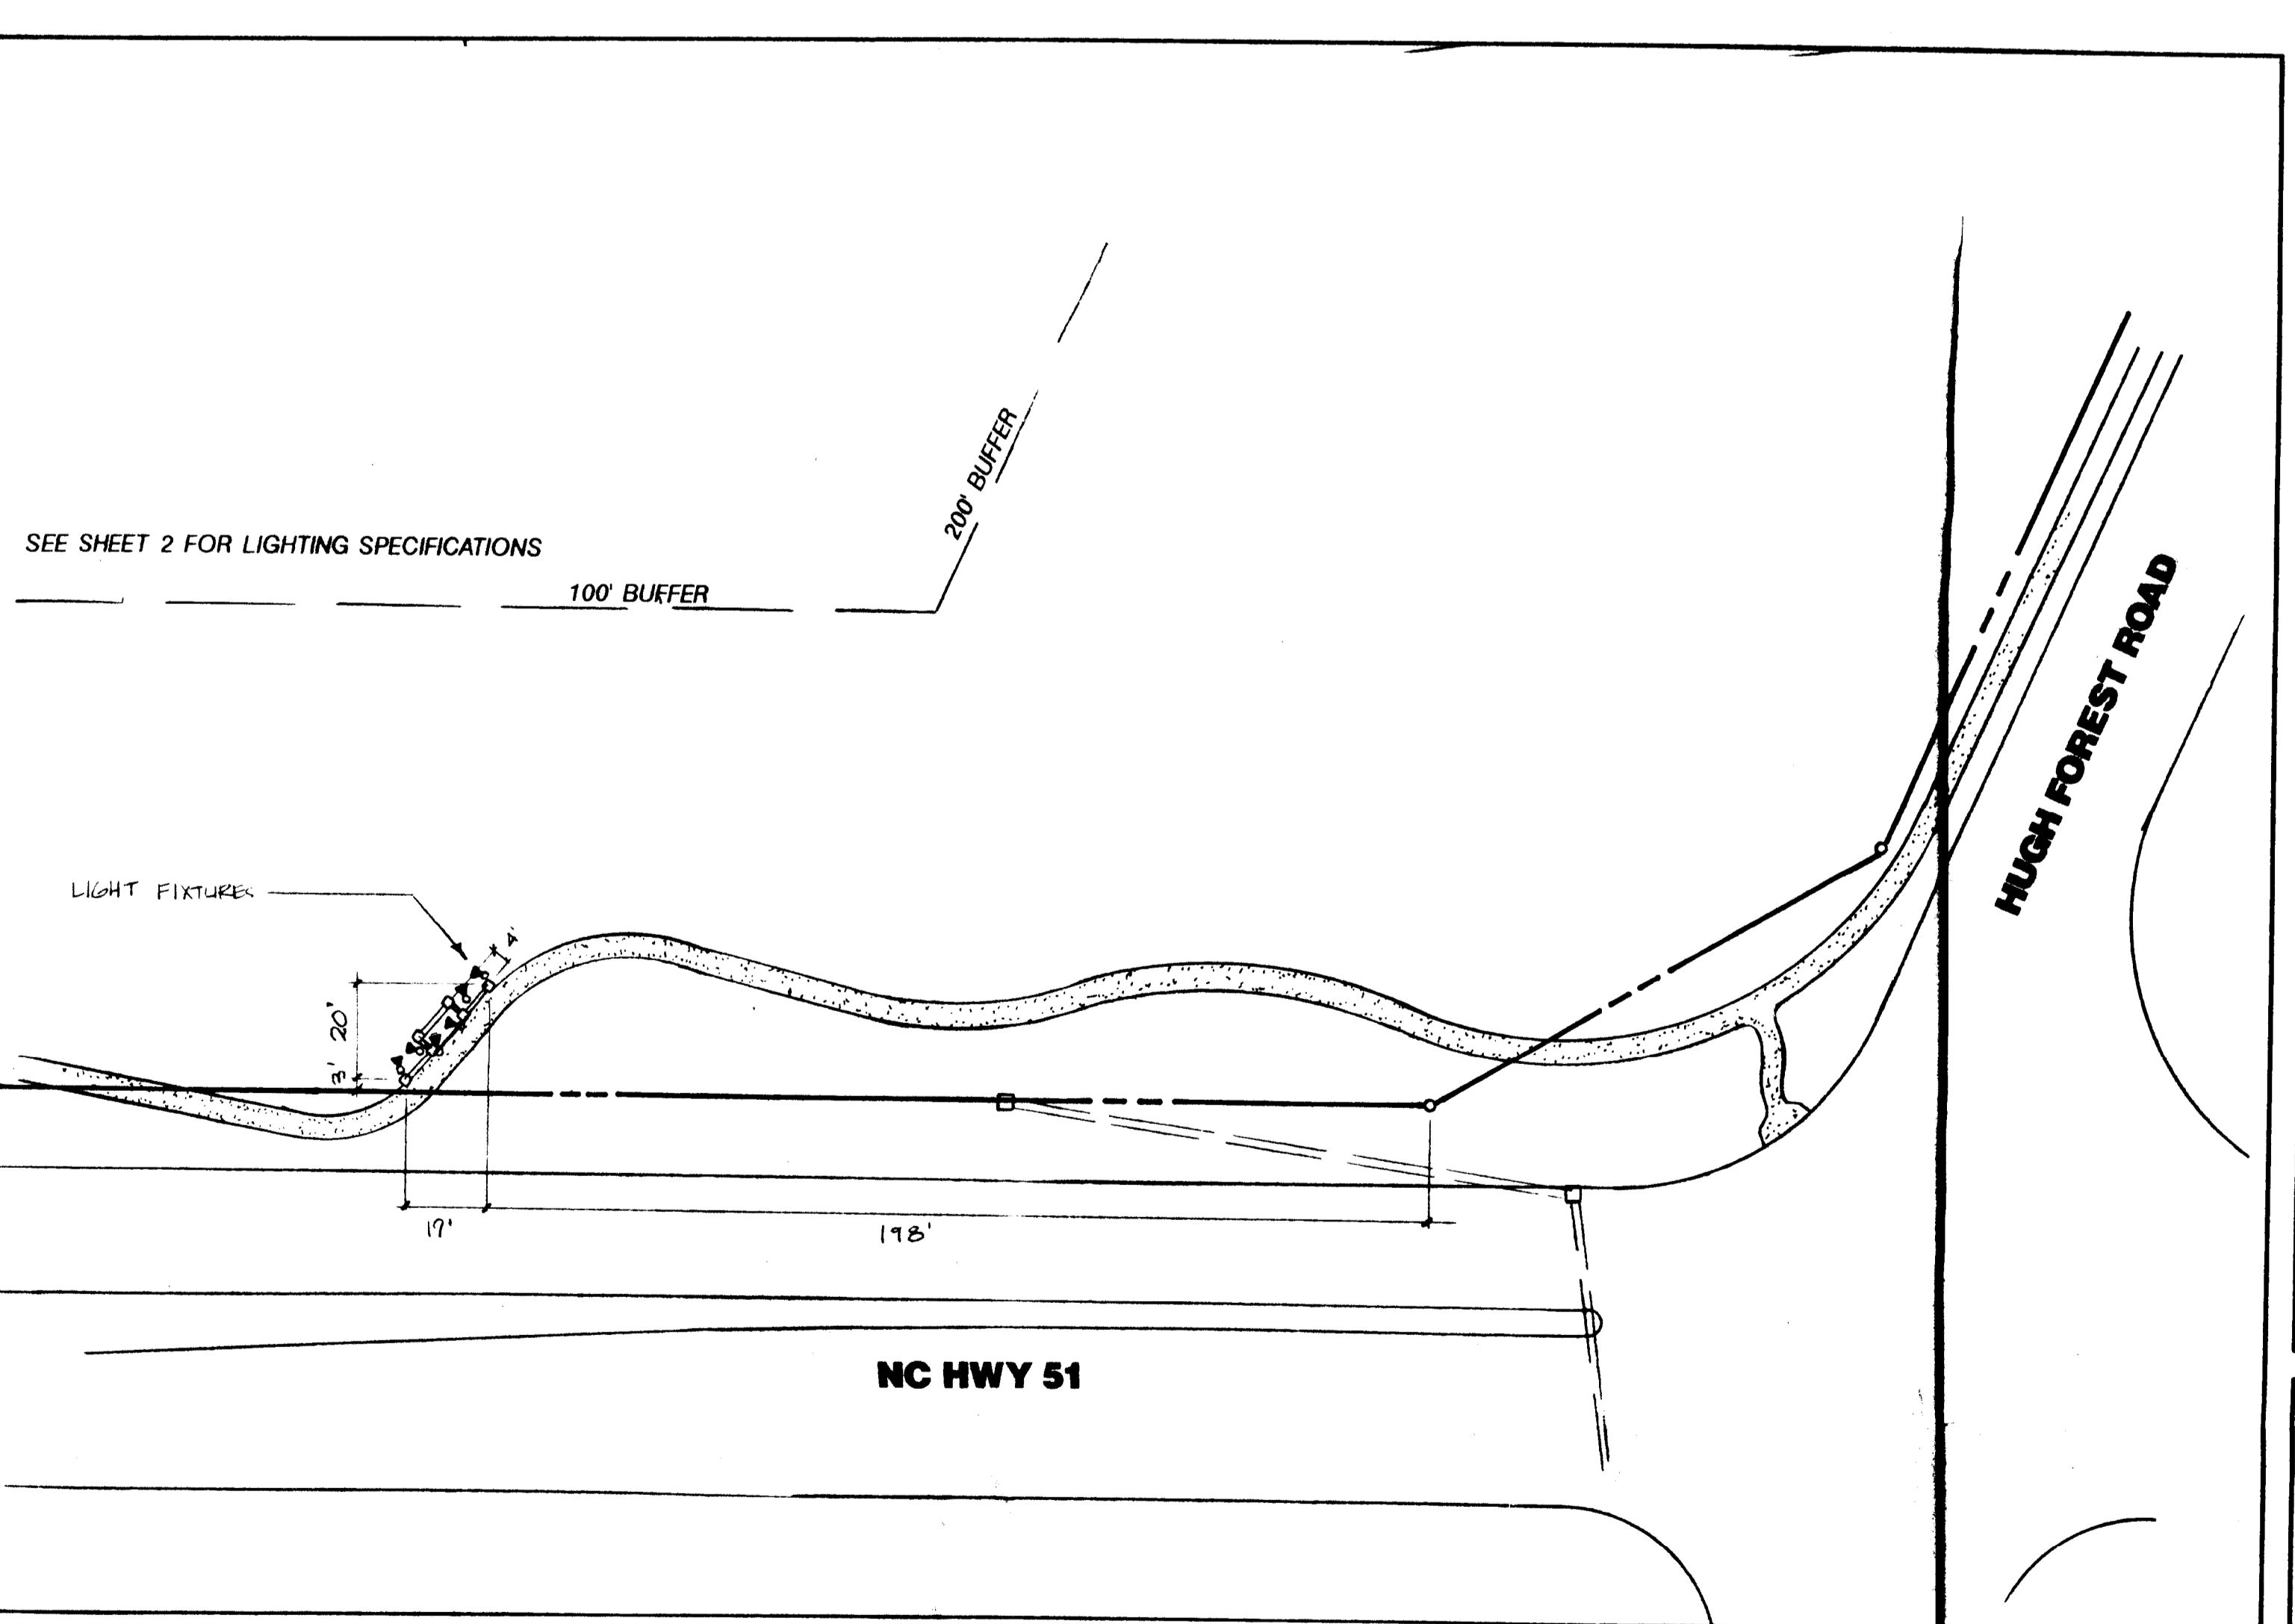 200' BUFFER
SEE SHEET 2 FOR LIGHTING SPECIFICATIONS
100' BUFFER
HUGH FOREST ROAD
LIGHT FIXTURES
4'
20'
3'
17'
198'
NC HWY 51